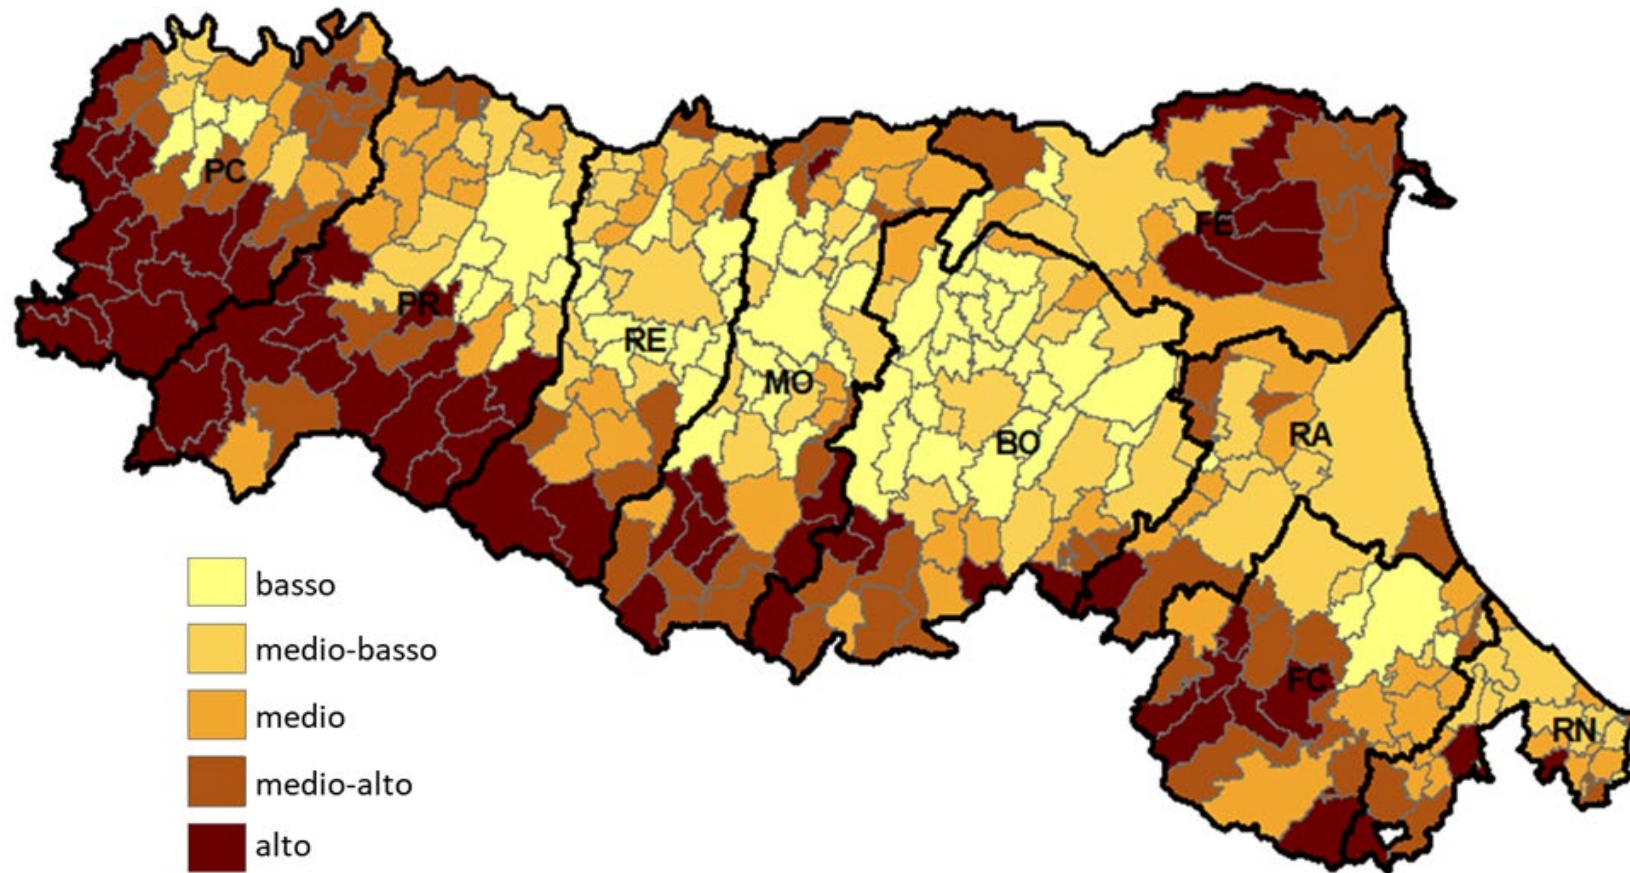 PC
FE
PR
RE
MO
BO
RA
FC
RN
basso
medio-basso
medio
medio-alto
alto